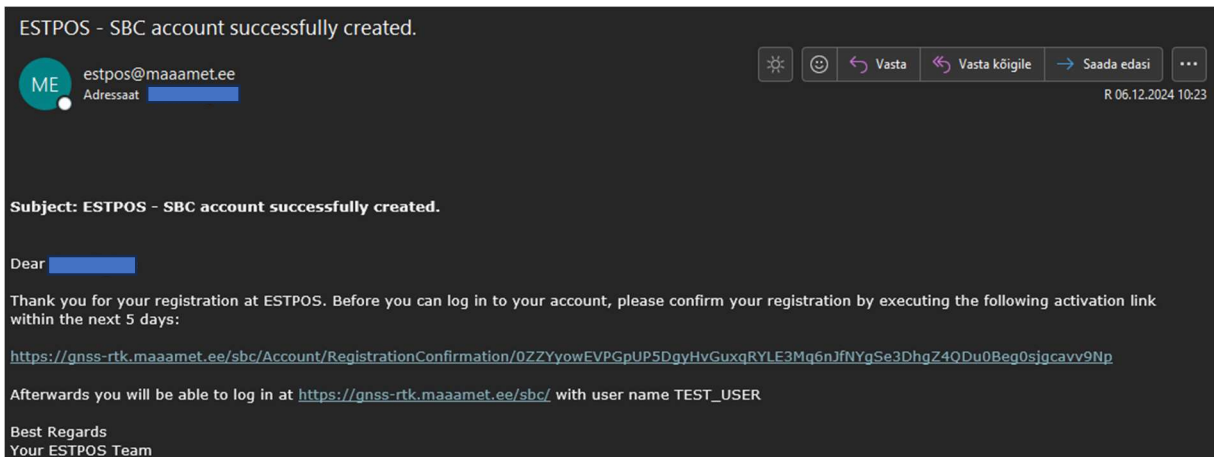 ESTPOS - SBC account successfully created.
ME
estpos@maaamet.ee
Adressaat
Vasta
Vasta kõigile
Saada edasi
R 06.12.2024 10:23
Subject: ESTPOS - SBC account successfully created.
Dear
Thank you for your registration at ESTPOS. Before you can log in to your account, please confirm your registration by executing the following activation link
within the next 5 days:
https://gnss-rtk.maaamet.ee/sbc/Account/RegistrationConfirmation/0ZZYyowEVPGpUP5DgyHvGuxqRYLE3Mq6nJfNYgSe3DhgZ4QDu0Beg0sjgcavv9Np
Afterwards you will be able to log in at https://gnss-rtk.maaamet.ee/sbc/ with user name TEST_USER
Best Regards
Your ESTPOS Team